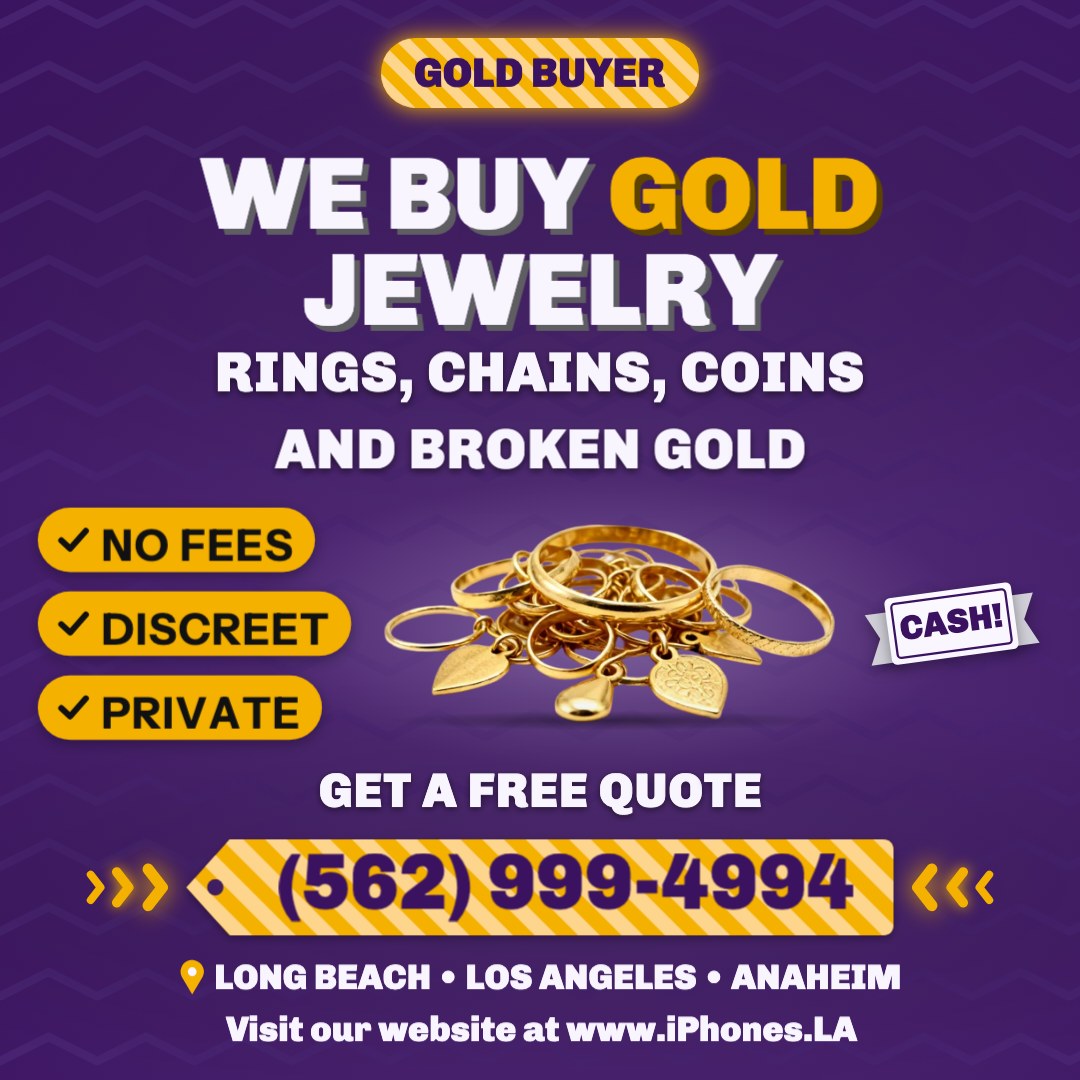 GOLD BUYER
WE BUY GOLD
JEWELRY
RINGS, CHAINS, COINS
AND BROKEN GOLD
NO FEES
DISCREET
PRIVATE
CASH!
GET A FREE QUOTE
(562) 999-4994
LONG BEACH • LOS ANGELES • ANAHEIM
Visit our website at www.iPhones.LA